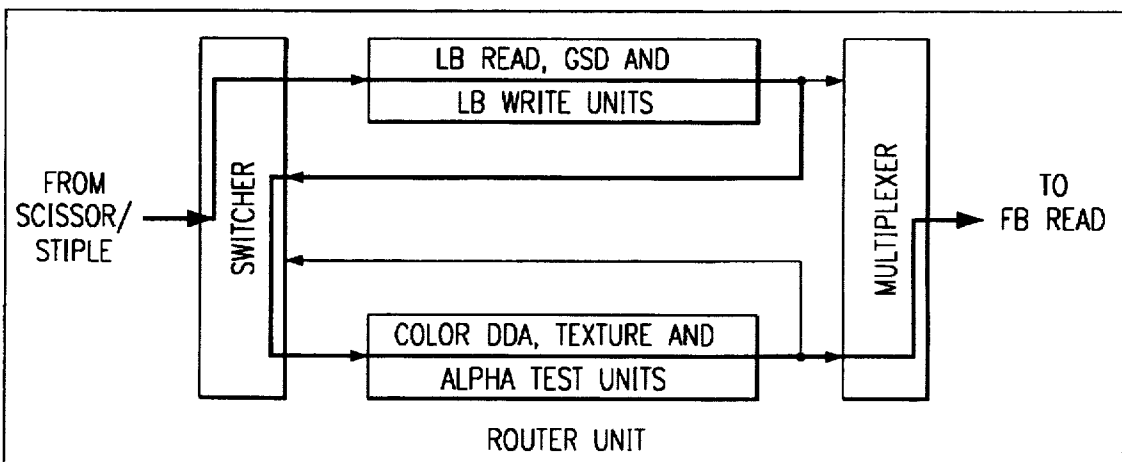 LB READ, GSD AND
LB WRITE UNITS
FROM
SCISSOR/
STIPLE
SWITCHER
MULTIPLEXER
TO
FB READ
COLOR DDA, TEXTURE AND
ALPHA TEST UNITS
ROUTER UNIT